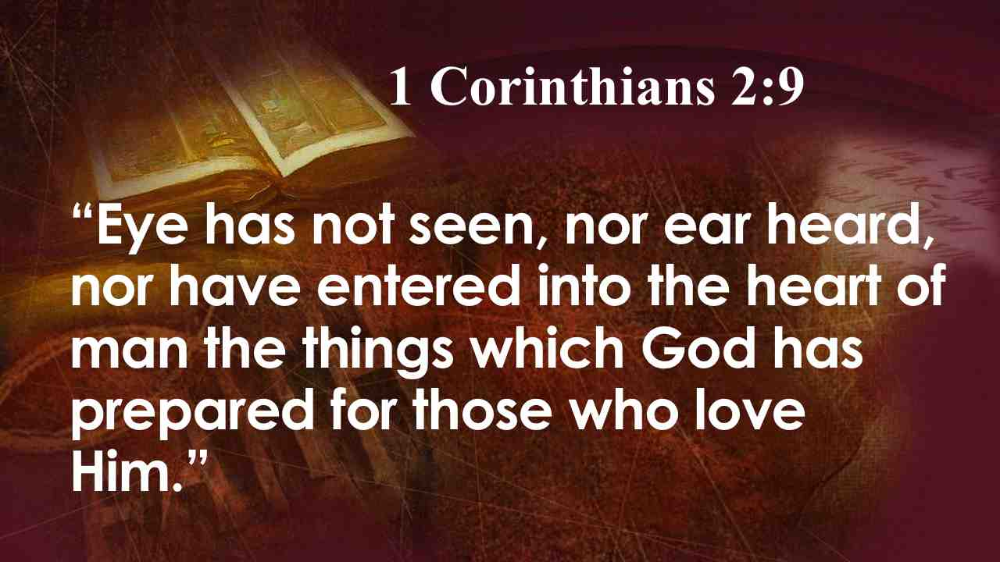 1 Corinthians 2:9
“Eye has not seen, nor ear heard,
nor have entered into the heart of
man the things which God has
prepared for those who love
Him.”